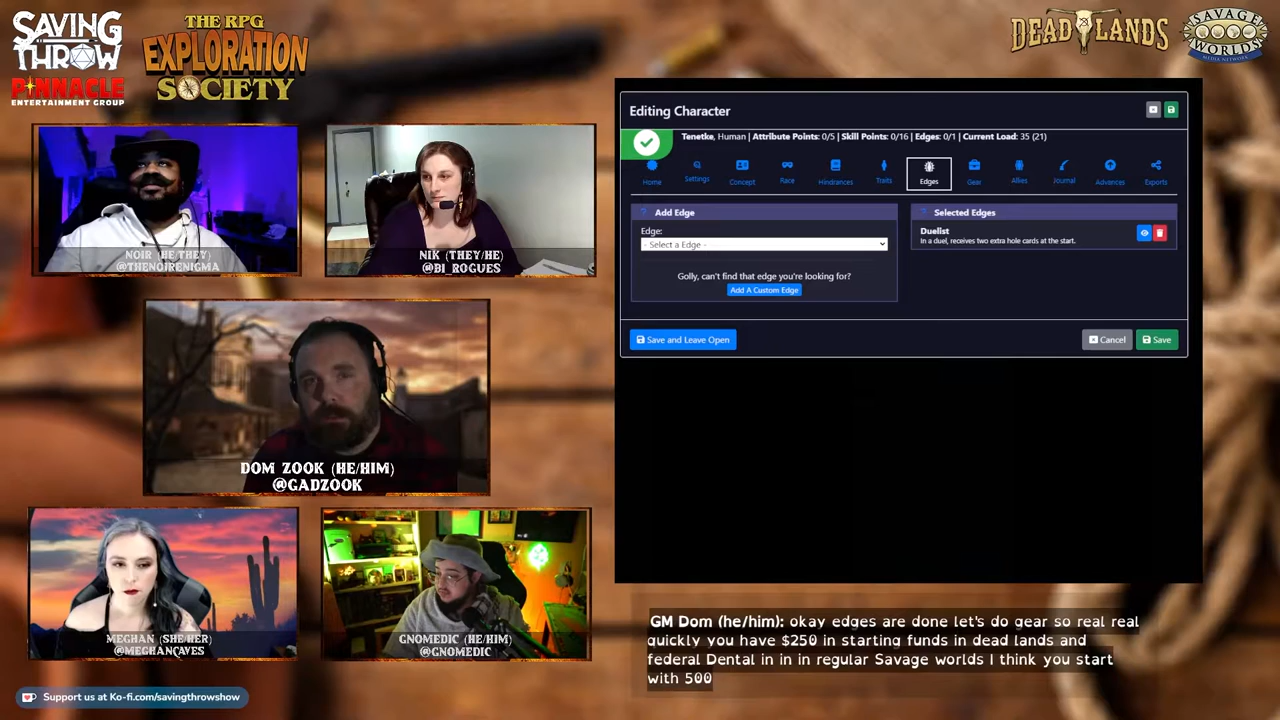 SAVING
THROW
PINNACLE
ENTERTAINMENT GROUP
THE RPG
EXPLORATION
SOCIETY
DEADLANDS
SAVAGE
WORLDS
MEDIA NETWORK
NOIR (HE/THEY)
@THENOIRENIGMA
NIK (THEY/HE)
@BI_ROGUES
DOM ZOOK (HE/HIM)
@GADZOOK
MEGHAN (SHE/HER)
@MEGHANCAVES
GNOMEDIC (HE/HIM)
@GNOMEDIC
Support us at Ko-fi.com/savingthrowshow
Editing Character
Tenetke, Human | Attribute Points: 0/5 | Skill Points: 0/16 | Edges: 0/1 | Current Load: 35 (21)
Home Settings Concept Race Hindrances Traits Edges Gear Allies Journal Advances Exports
Add Edge
Edge:
- Select a Edge -
Golly, can't find that edge you're looking for?
Add A Custom Edge
Selected Edges
Duelist
In a duel, receives two extra hole cards at the start.
Save and Leave Open
Cancel
Save
GM Dom (he/him): okay edges are done let's do gear so real real
quickly you have $250 in starting funds in dead lands and
federal Dental in in in regular Savage worlds I think you start
with 500